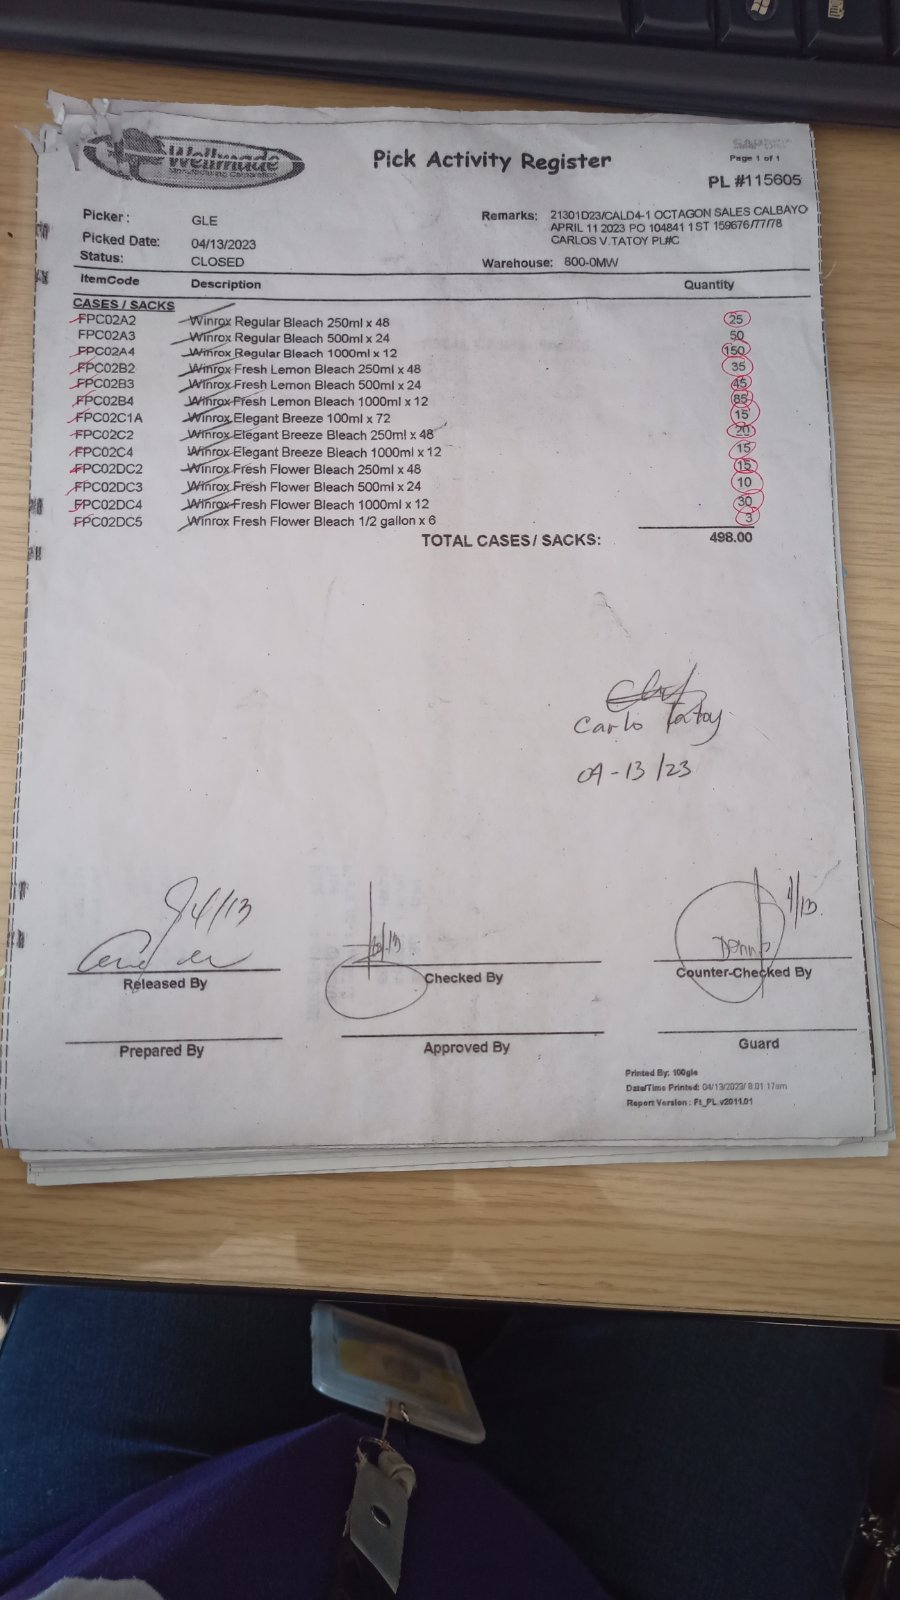 Wellmade
Manufacturing Corporation
Pick Activity Register
Page 1 of 1
PL #115605
Picker : GLE
Picked Date: 04/13/2023
Status: CLOSED
Remarks: 21301D23/CALD4-1 OCTAGON SALES CALBAYO
APRIL 11 2023 PO 104841 1 ST 159676/77/78
CARLOS V. TATOY PL#C
Warehouse: 800-0MW
ItemCode Description Quantity
CASES / SACKS
FPC02A2 Winrox Regular Bleach 250ml x 48 25
FPC02A3 Winrox Regular Bleach 500ml x 24 50
FPC02A4 Winrox Regular Bleach 1000ml x 12 150
FPC02B2 Winrox Fresh Lemon Bleach 250ml x 48 35
FPC02B3 Winrox Fresh Lemon Bleach 500ml x 24 45
FPC02B4 Winrox Fresh Lemon Bleach 1000ml x 12 85
FPC02C1A Winrox Elegant Breeze 100ml x 72 15
FPC02C2 Winrox Elegant Breeze Bleach 250ml x 48 20
FPC02C4 Winrox Elegant Breeze Bleach 1000ml x 12 15
FPC02DC2 Winrox Fresh Flower Bleach 250ml x 48 15
FPC02DC3 Winrox Fresh Flower Bleach 500ml x 24 10
FPC02DC4 Winrox Fresh Flower Bleach 1000ml x 12 30
FPC02DC5 Winrox Fresh Flower Bleach 1/2 gallon x 6 3
TOTAL CASES / SACKS: 498.00
Carlo Tatoy
04-13/23
4/13
4/13
Released By
Checked By
Counter-Checked By
Prepared By
Approved By
Guard
Printed By: 100gle
Date/Time Printed: 04/13/2023/ 8:01:17am
Report Version : Ft_PL.v2011.01